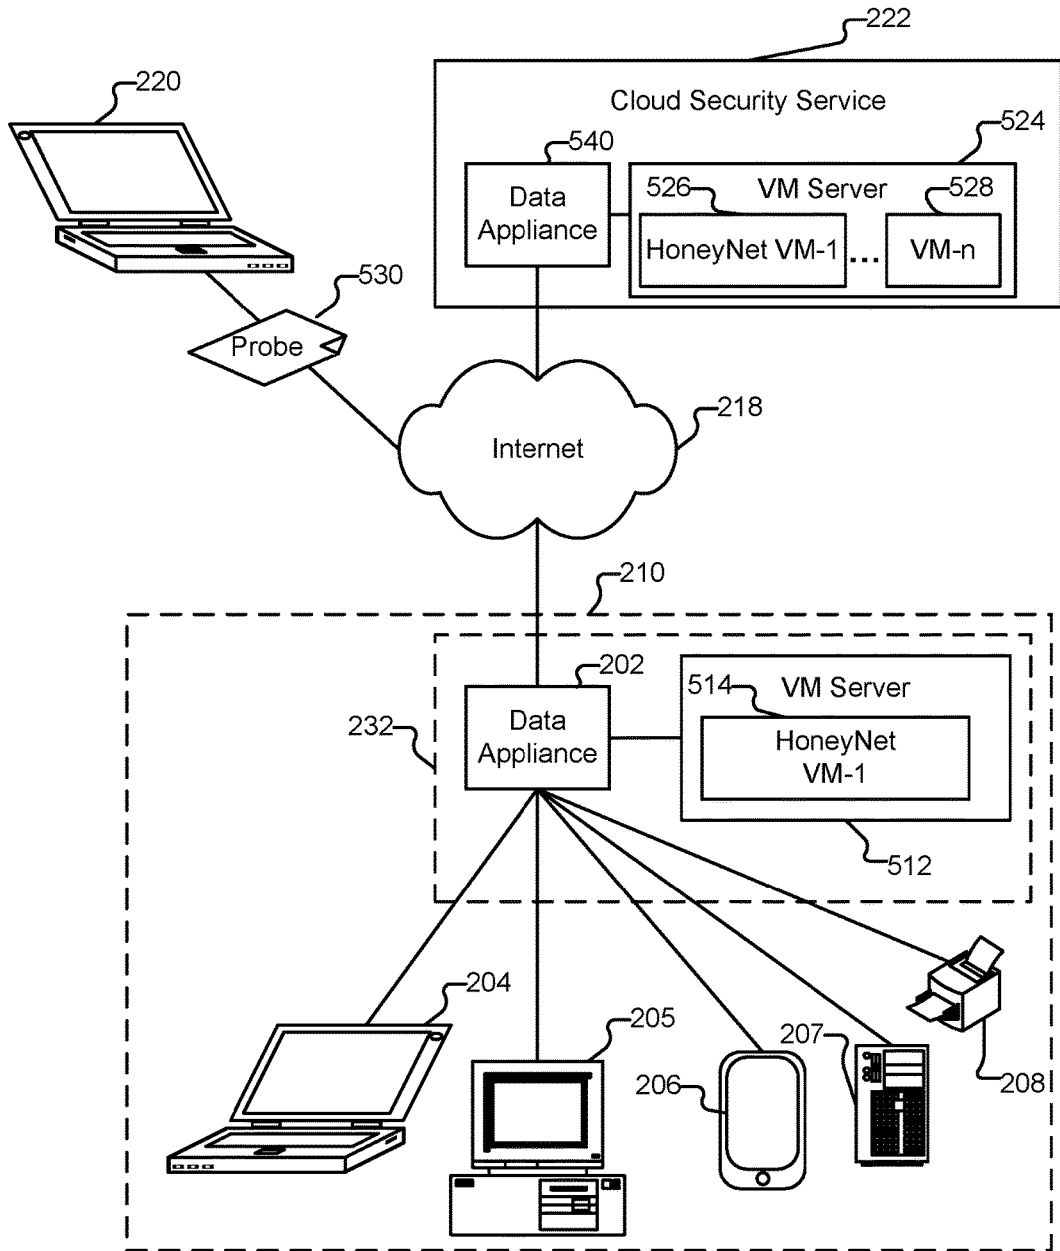 222
220
Cloud Security Service
524
540
VM Server
526
528
Data
Appliance
HoneyNet VM-1
...
VM-n
530
Probe
218
Internet
210
202
514
VM Server
232
Data
Appliance
HoneyNet
VM-1
512
204
205
207
206
208